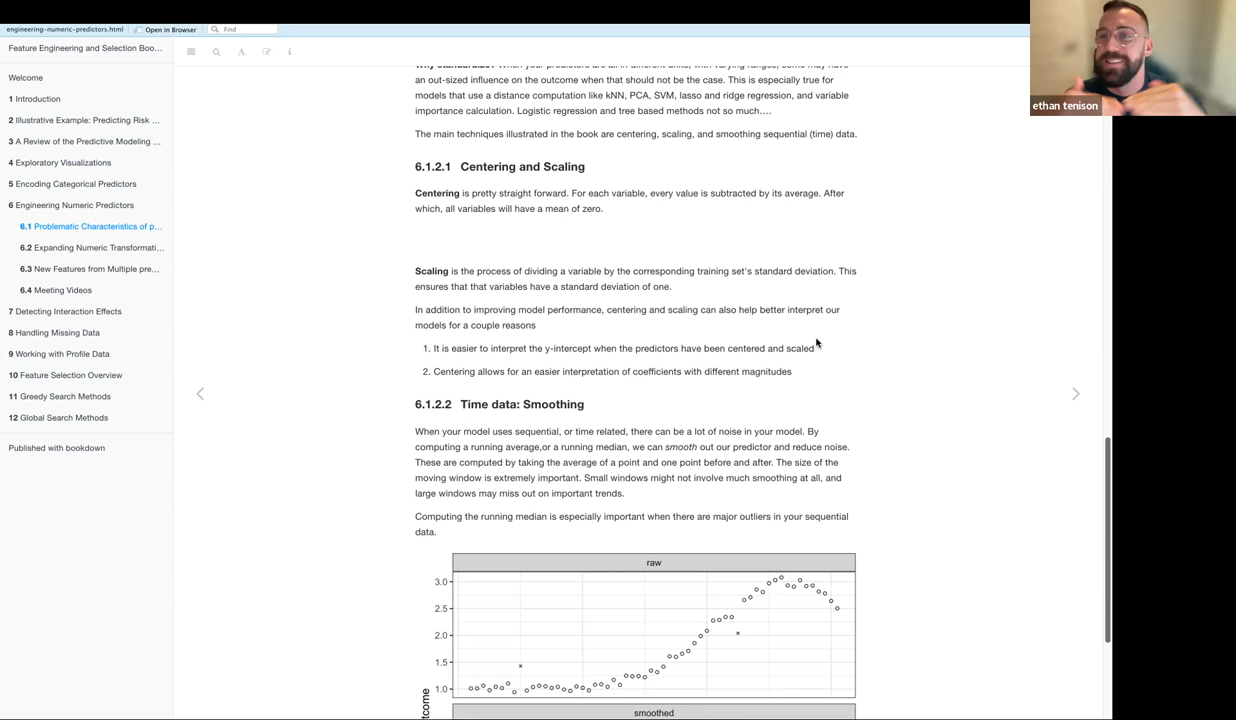 engineering-numeric-predictors.html
Open in Browser
Find
Feature Engineering and Selection Boo...
Welcome
1 Introduction
2 Illustrative Example: Predicting Risk ...
3 A Review of the Predictive Modeling ...
4 Exploratory Visualizations
5 Encoding Categorical Predictors
6 Engineering Numeric Predictors
6.1 Problematic Characteristics of p...
6.2 Expanding Numeric Transformati...
6.3 New Features from Multiple pre...
6.4 Meeting Videos
7 Detecting Interaction Effects
8 Handling Missing Data
9 Working with Profile Data
10 Feature Selection Overview
11 Greedy Search Methods
12 Global Search Methods
Published with bookdown
A
i
an out-sized influence on the outcome when that should not be the case. This is especially true for
models that use a distance computation like kNN, PCA, SVM, lasso and ridge regression, and variable
importance calculation. Logistic regression and tree based methods not so much....
The main techniques illustrated in the book are centering, scaling, and smoothing sequential (time) data.
6.1.2.1 Centering and Scaling
Centering is pretty straight forward. For each variable, every value is subtracted by its average. After
which, all variables will have a mean of zero.
Scaling is the process of dividing a variable by the corresponding training set's standard deviation. This
ensures that that variables have a standard deviation of one.
In addition to improving model performance, centering and scaling can also help better interpret our
models for a couple reasons
1. It is easier to interpret the y-intercept when the predictors have been centered and scaled
2. Centering allows for an easier interpretation of coefficients with different magnitudes
6.1.2.2 Time data: Smoothing
When your model uses sequential, or time related, there can be a lot of noise in your model. By
computing a running average,or a running median, we can smooth out our predictor and reduce noise.
These are computed by taking the average of a point and one point before and after. The size of the
moving window is extremely important. Small windows might not involve much smoothing at all, and
large windows may miss out on important trends.
Computing the running median is especially important when there are major outliers in your sequential
data.
raw
3.0
2.5
2.0
1.5
1.0
tcome
smoothed
ethan tenison